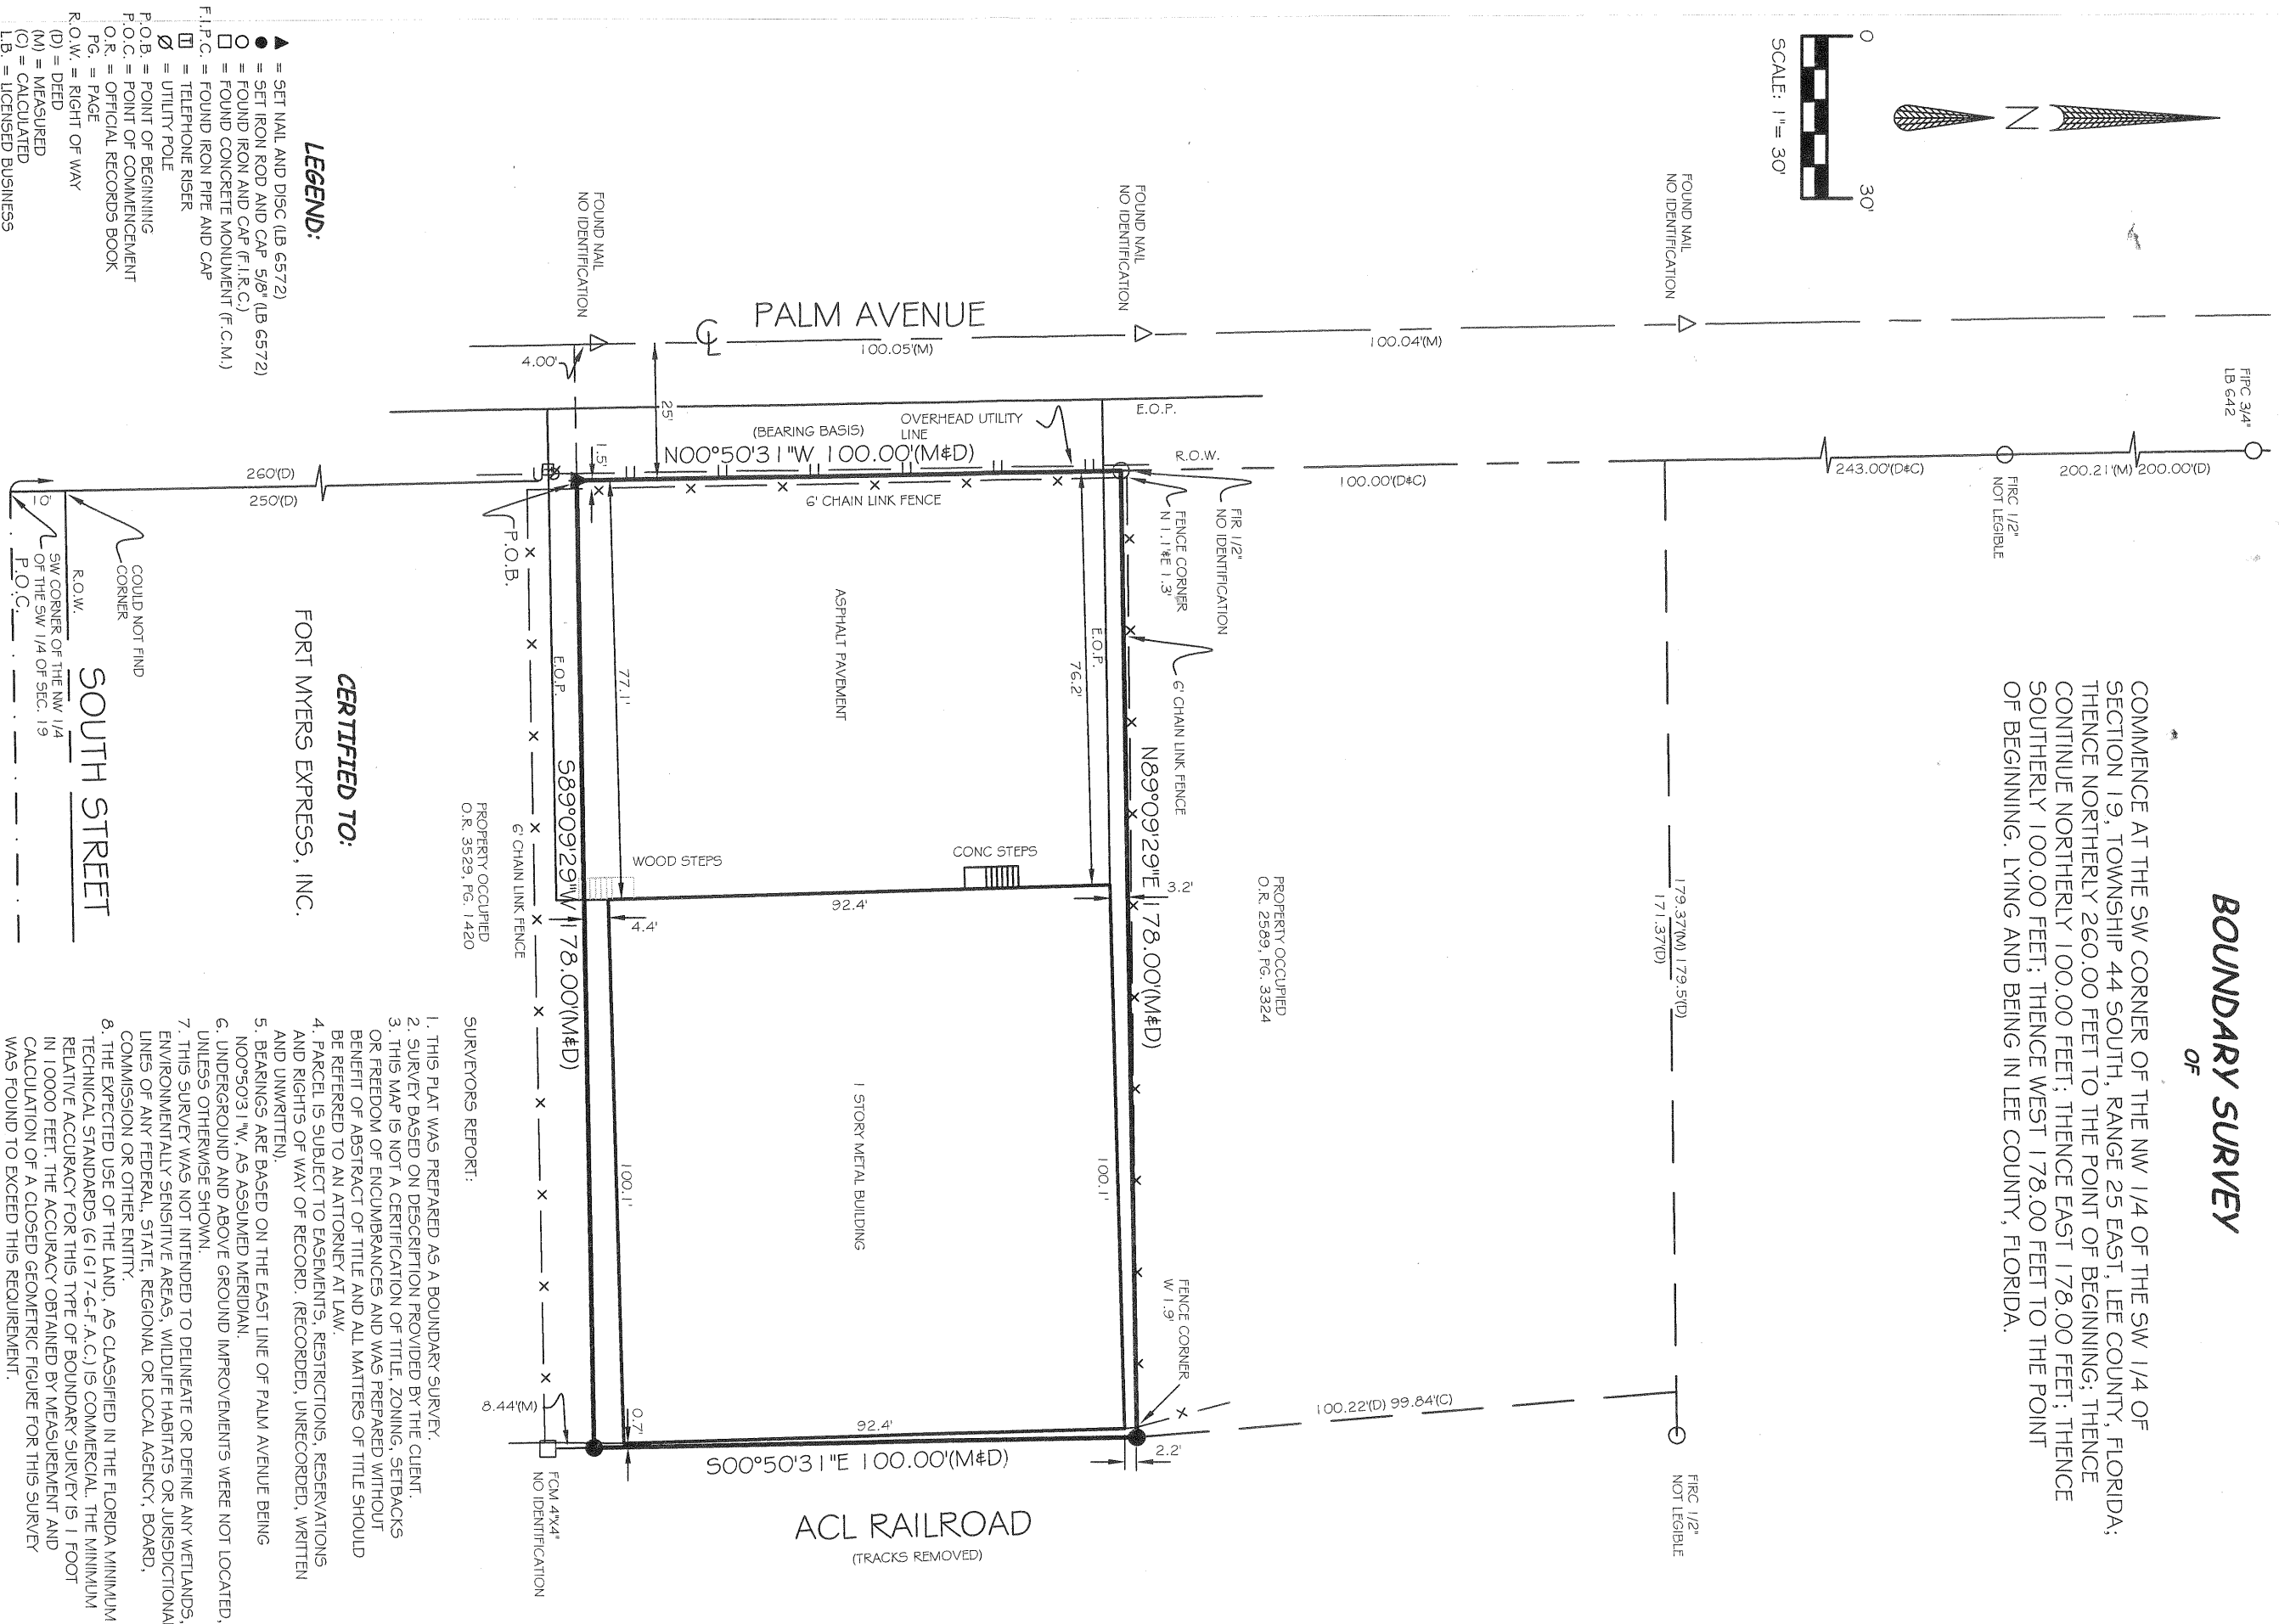 BOUNDARY SURVEY
OF
COMMENCE AT THE SW CORNER OF THE NW 1/4 OF THE SW 1/4 OF
SECTION 19, TOWNSHIP 44 SOUTH, RANGE 25 EAST, LEE COUNTY, FLORIDA;
THENCE NORTHERLY 260.00 FEET TO THE POINT OF BEGINNING; THENCE
CONTINUE NORTHERLY 100.00 FEET; THENCE EAST 178.00 FEET; THENCE
SOUTHERLY 100.00 FEET; THENCE WEST 178.00 FEET TO THE POINT
OF BEGINNING. LYING AND BEING IN LEE COUNTY, FLORIDA.
0
30'
SCALE: 1"= 30'
N
FIPC 3/4"
LB 642
200.21'(M) 200.00'(D)
FIRC 1/2"
NOT LEGIBLE
243.00'(D&C)
FOUND NAIL
NO IDENTIFICATION
100.04'(M)
100.00'(D&C)
179.37'(M) 179.5'(D)
171.37'(D)
FIRC 1/2"
NOT LEGIBLE
100.22'(D) 99.84'(C)
PROPERTY OCCUPIED
O.R. 2589, PG. 3324
FOUND NAIL
NO IDENTIFICATION
R.O.W.
E.O.P.
FIR 1/2"
NO IDENTIFICATION
FENCE CORNER
N 1.1'&E 1.3'
6' CHAIN LINK FENCE
N89°09'29"E 178.00'(M&D)
3.2'
FENCE CORNER
W 1.9'
2.2'
PALM AVENUE
CL
100.05'(M)
OVERHEAD UTILITY
LINE
(BEARING BASIS)
N00°50'31"W 100.00'(M&D)
6' CHAIN LINK FENCE
25'
1.5'
4.00'
FOUND NAIL
NO IDENTIFICATION
E.O.P.
76.2'
ASPHALT PAVEMENT
77.1'
CONC STEPS
WOOD STEPS
92.4'
4.4'
100.1'
1 STORY METAL BUILDING
100.1'
92.4'
0.7'
S00°50'31"E 100.00'(M&D)
ACL RAILROAD
(TRACKS REMOVED)
S89°09'29"W 178.00'(M&D)
E.O.P.
P.O.B.
6' CHAIN LINK FENCE
PROPERTY OCCUPIED
O.R. 3529, PG. 1420
8.44'(M)
FCM 4"X4"
NO IDENTIFICATION
260'(D)
250'(D)
10'
COULD NOT FIND
CORNER
R.O.W.
SW CORNER OF THE NW 1/4
OF THE SW 1/4 OF SEC. 19
P.O.C.
SOUTH STREET
CERTIFIED TO:
FORT MYERS EXPRESS, INC.
LEGEND:
▲ = SET NAIL AND DISC (LB 6572)
● = SET IRON ROD AND CAP 5/8" (LB 6572)
○ = FOUND IRON AND CAP (F.I.R.C.)
□ = FOUND CONCRETE MONUMENT (F.C.M.)
F.I.P.C. = FOUND IRON PIPE AND CAP
T = TELEPHONE RISER
Ø = UTILITY POLE
P.O.B. = POINT OF BEGINNING
P.O.C. = POINT OF COMMENCEMENT
O.R. = OFFICIAL RECORDS BOOK
PG. = PAGE
R.O.W. = RIGHT OF WAY
(D) = DEED
(M) = MEASURED
(C) = CALCULATED
L.B. = LICENSED BUSINESS
SURVEYORS REPORT:
1. THIS PLAT WAS PREPARED AS A BOUNDARY SURVEY.
2. SURVEY BASED ON DESCRIPTION PROVIDED BY THE CLIENT.
3. THIS MAP IS NOT A CERTIFICATION OF TITLE, ZONING, SETBACKS
OR FREEDOM OF ENCUMBRANCES AND WAS PREPARED WITHOUT
BENEFIT OF ABSTRACT OF TITLE AND ALL MATTERS OF TITLE SHOULD
BE REFERRED TO AN ATTORNEY AT LAW.
4. PARCEL IS SUBJECT TO EASEMENTS, RESTRICTIONS, RESERVATIONS
AND RIGHTS OF WAY OF RECORD. (RECORDED, UNRECORDED, WRITTEN
AND UNWRITTEN).
5. BEARINGS ARE BASED ON THE EAST LINE OF PALM AVENUE BEING
N00°50'31"W, AS ASSUMED MERIDIAN.
6. UNDERGROUND AND ABOVE GROUND IMPROVEMENTS WERE NOT LOCATED,
UNLESS OTHERWISE SHOWN.
7. THIS SURVEY WAS NOT INTENDED TO DELINEATE OR DEFINE ANY WETLANDS,
ENVIRONMENTALLY SENSITIVE AREAS, WILDLIFE HABITATS OR JURISDICTIONA
LINES OF ANY FEDERAL, STATE, REGIONAL OR LOCAL AGENCY, BOARD,
COMMISSION OR OTHER ENTITY.
8. THE EXPECTED USE OF THE LAND, AS CLASSIFIED IN THE FLORIDA MINIMUM
TECHNICAL STANDARDS (61G17-6-F.A.C.) IS COMMERCIAL. THE MINIMUM
RELATIVE ACCURACY FOR THIS TYPE OF BOUNDARY SURVEY IS 1 FOOT
IN 10000 FEET. THE ACCURACY OBTAINED BY MEASUREMENT AND
CALCULATION OF A CLOSED GEOMETRIC FIGURE FOR THIS SURVEY
WAS FOUND TO EXCEED THIS REQUIREMENT.